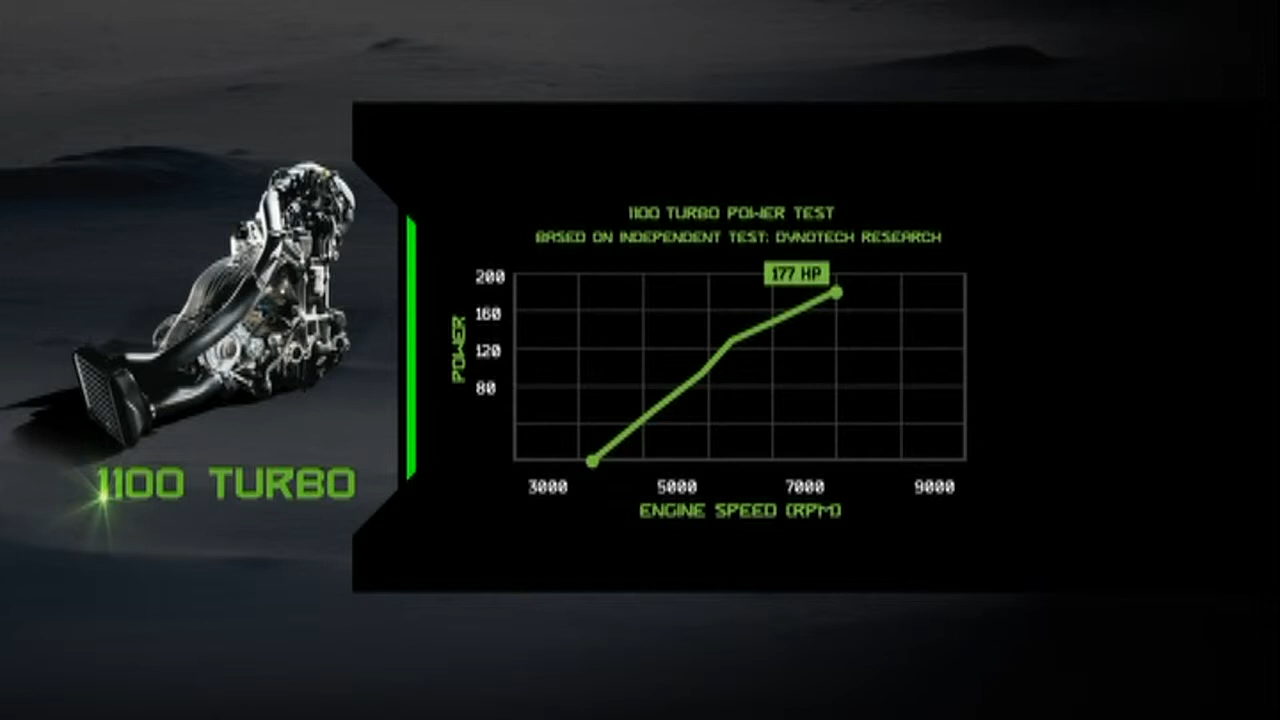 1100 TURBO POWER TEST
BASED ON INDEPENDENT TEST: DYNOTECH RESEARCH
177 HP
200
160
120
80
POWER
3000 5000 7000 9000
ENGINE SPEED (RPM)
1100 TURBO